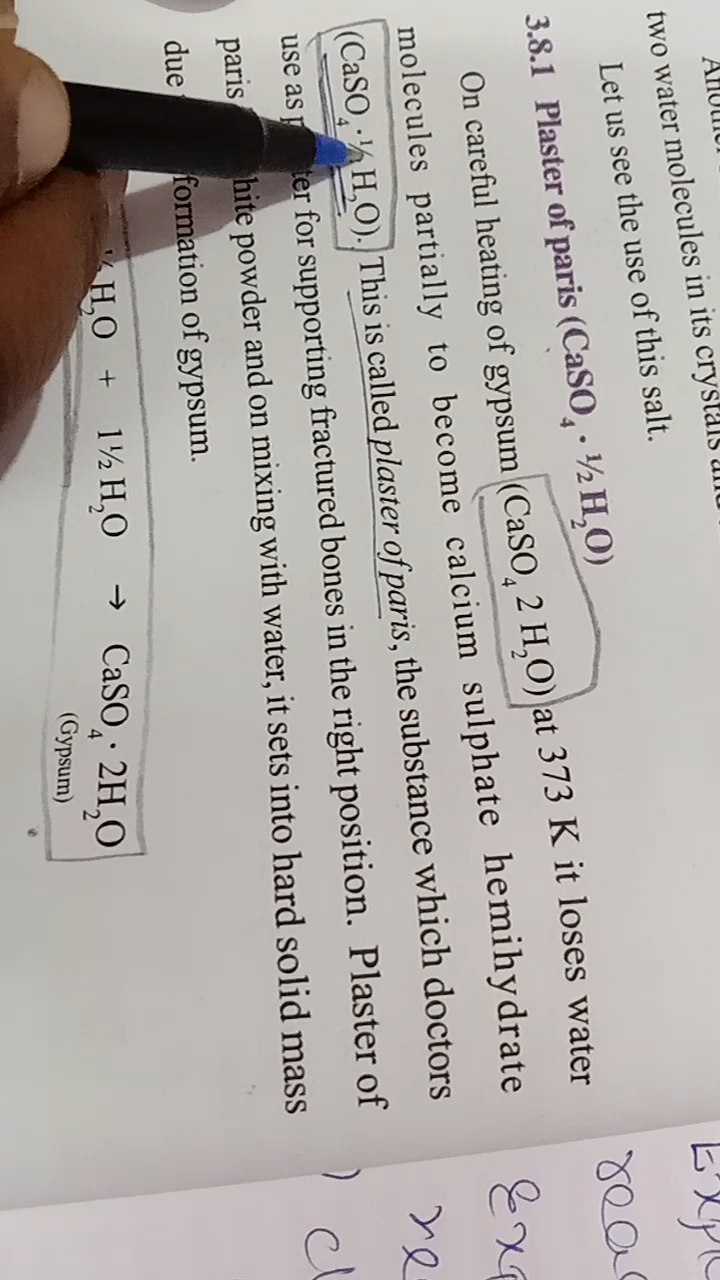 two water molecules in its crystals
Let us see the use of this salt.
3.8.1 Plaster of paris (CaSO₄ · ½ H₂O)
On careful heating of gypsum (CaSO₄ 2 H₂O) at 373 K it loses water
molecules partially to become calcium sulphate hemihydrate
(CaSO₄ · ½ H₂O). This is called plaster of paris, the substance which doctors
use as for supporting fractured bones in the right position. Plaster of
paris powder and on mixing with water, it sets into hard solid mass
due formation of gypsum.
½ H₂O + 1½ H₂O → CaSO₄ · 2H₂O
(Gypsum)